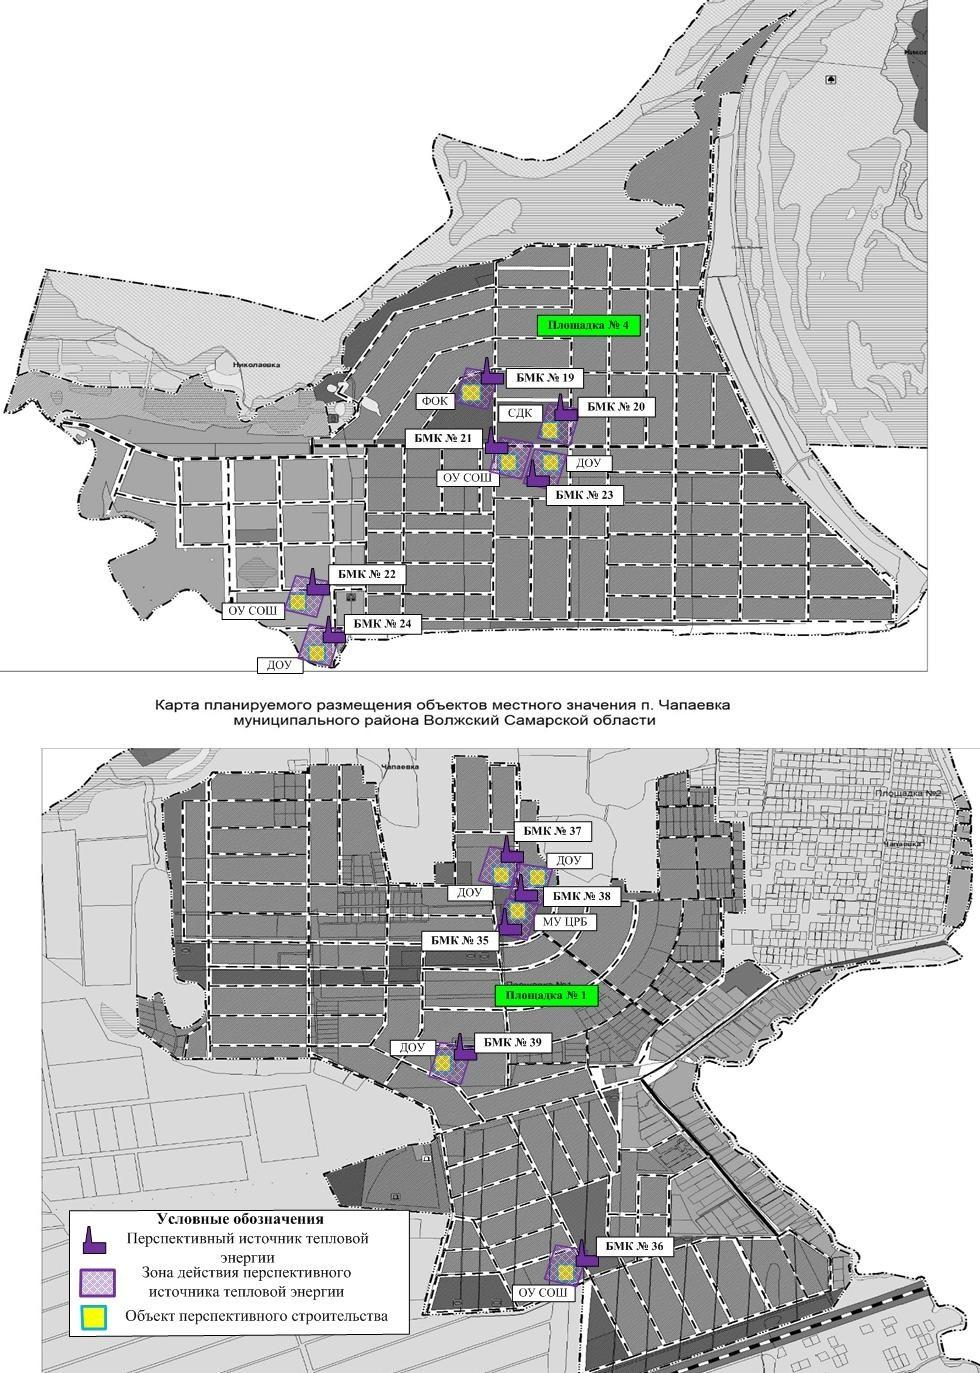 Николаевка
Площадка № 4
БМК № 19
ФОК
БМК № 20
СДК
БМК № 21
ДОУ
ОУ СОШ
БМК № 23
БМК № 22
ОУ СОШ
БМК № 24
ДОУ
Карта планируемого размещения объектов местного значения п. Чапаевка
муниципального района Волжский Самарской области
Чапаевка
Площадка №2
Чапаевка
БМК № 37
ДОУ
ДОУ
БМК № 38
МУ ЦРБ
БМК № 35
Площадка № 1
БМК № 39
ДОУ
БМК № 36
ОУ СОШ
Условные обозначения
Перспективный источник тепловой
энергии
Зона действия перспективного
источника тепловой энергии
Объект перспективного строительства